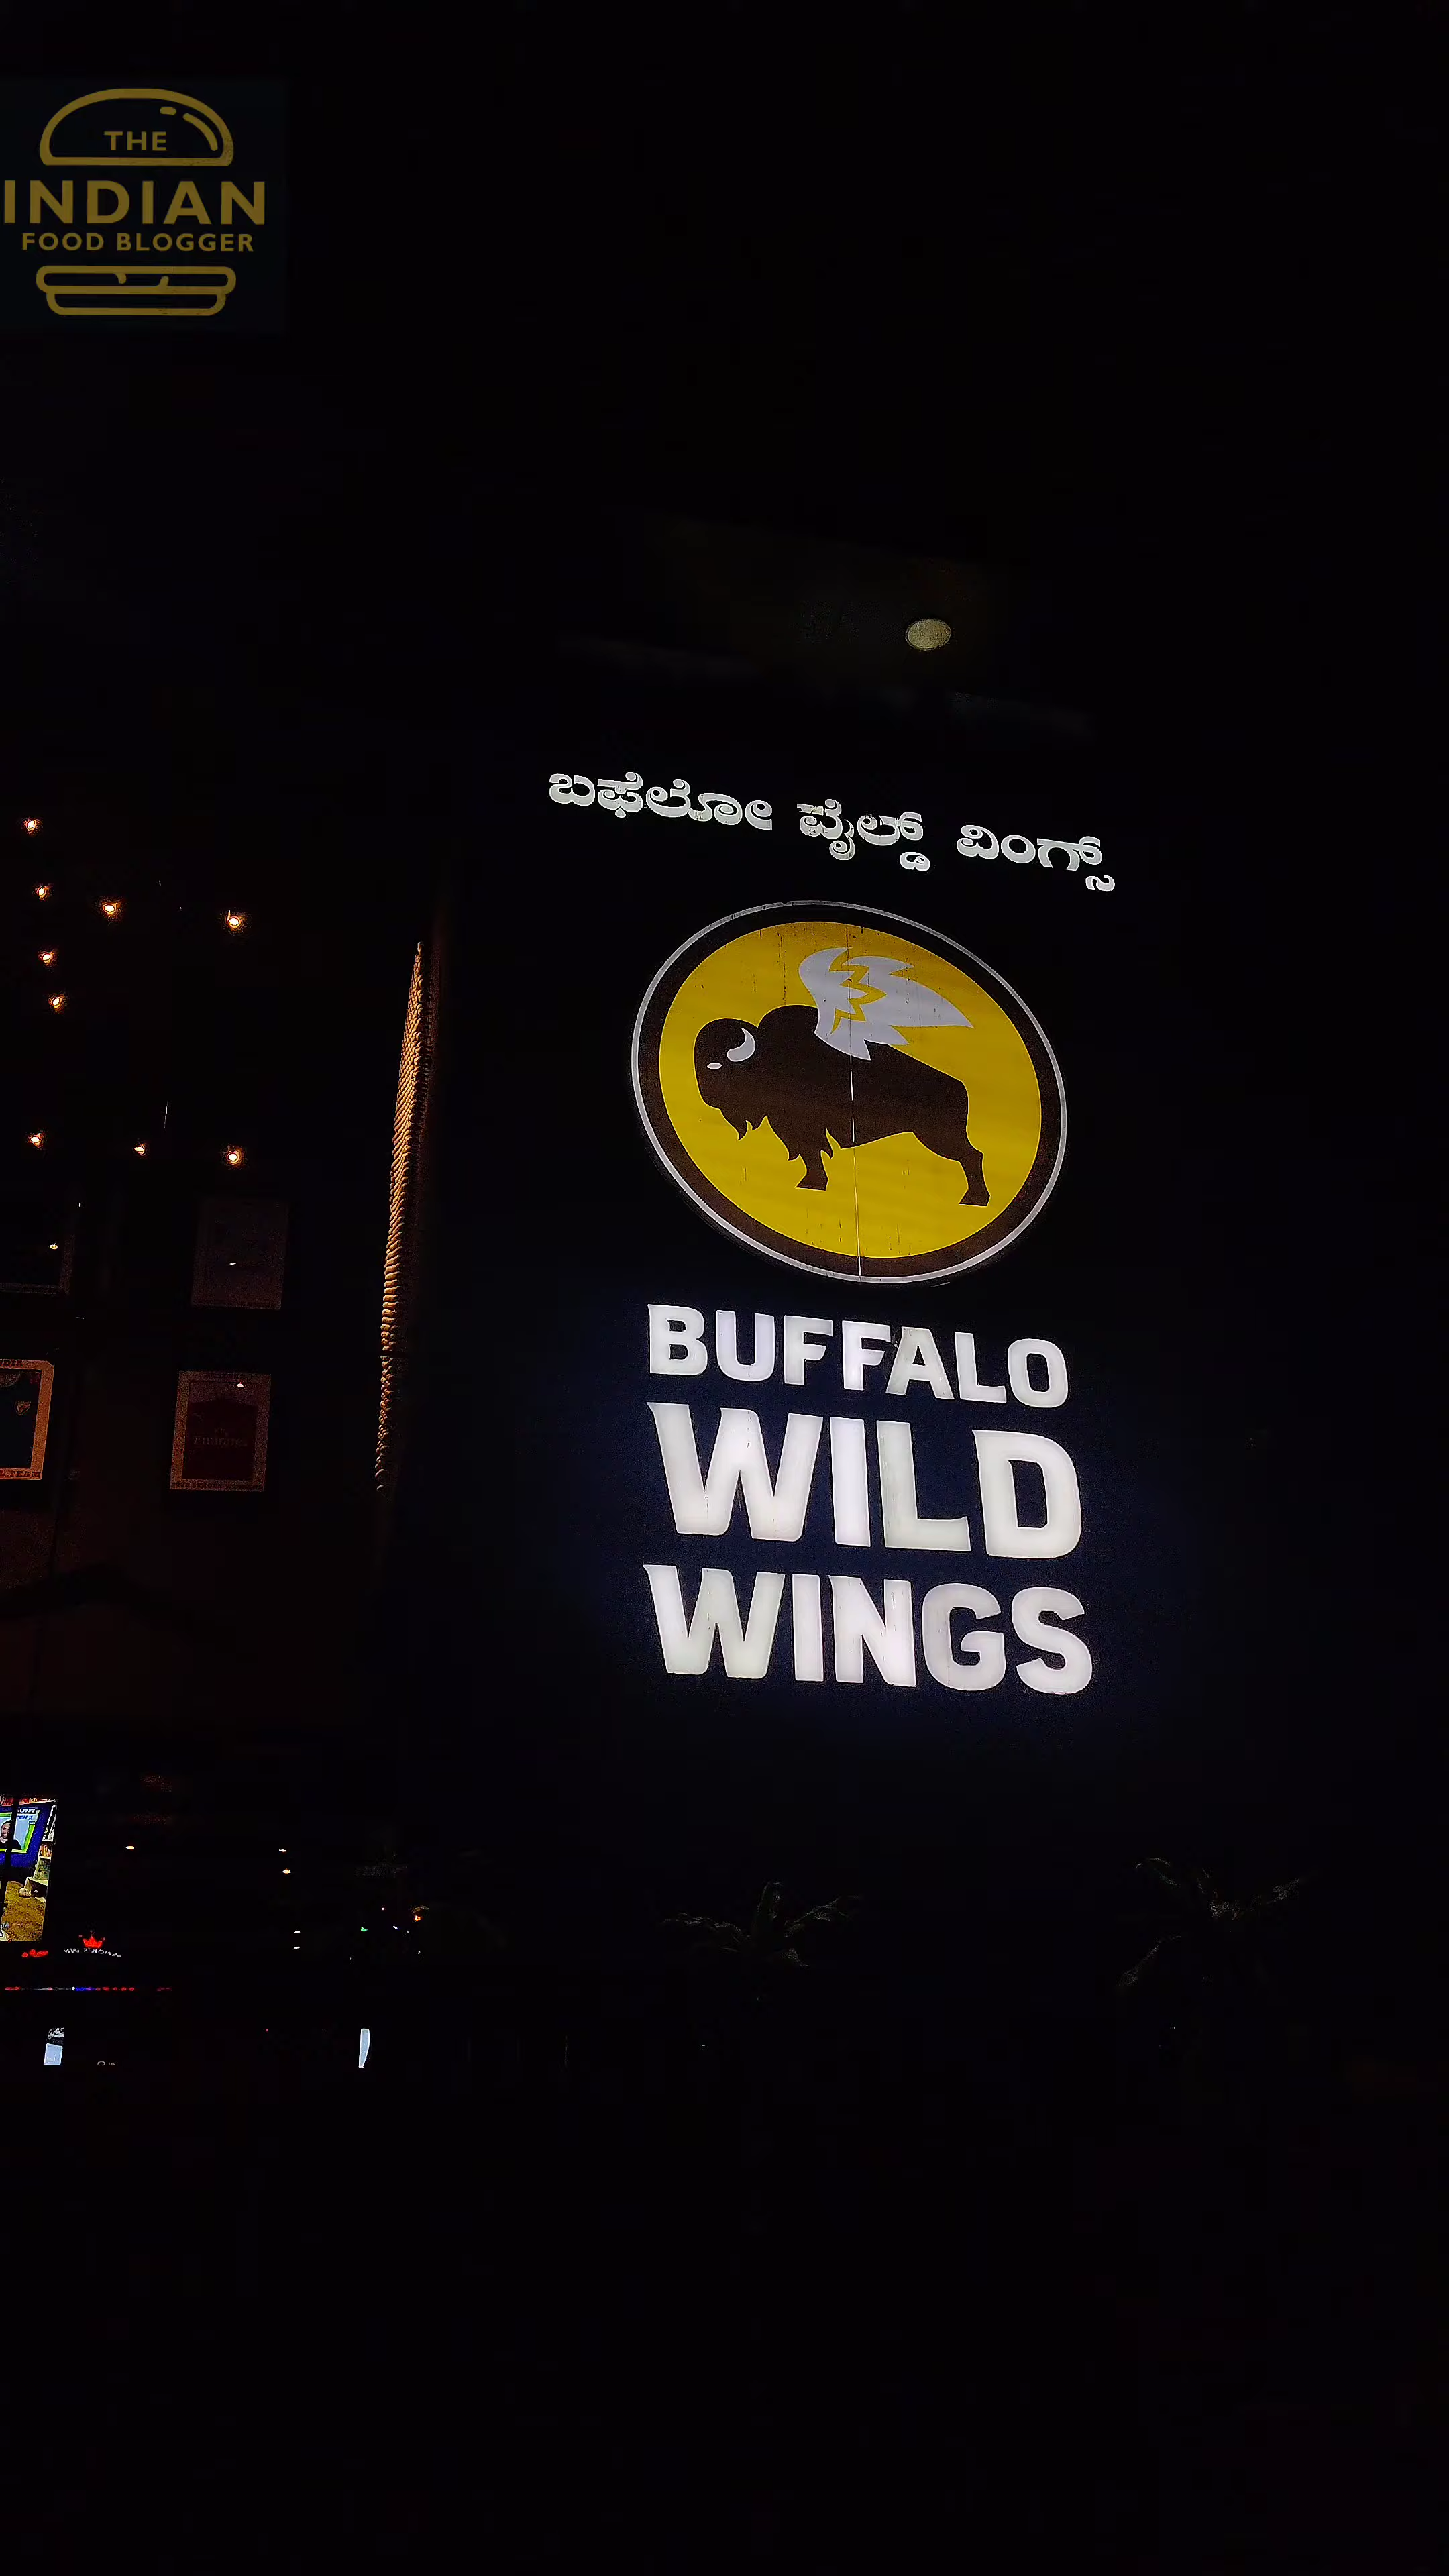 THE
INDIAN
FOOD BLOGGER
ಬಫೆಲೋ ವೈಲ್ಡ್ ವಿಂಗ್ಸ್
BUFFALO
WILD
WINGS